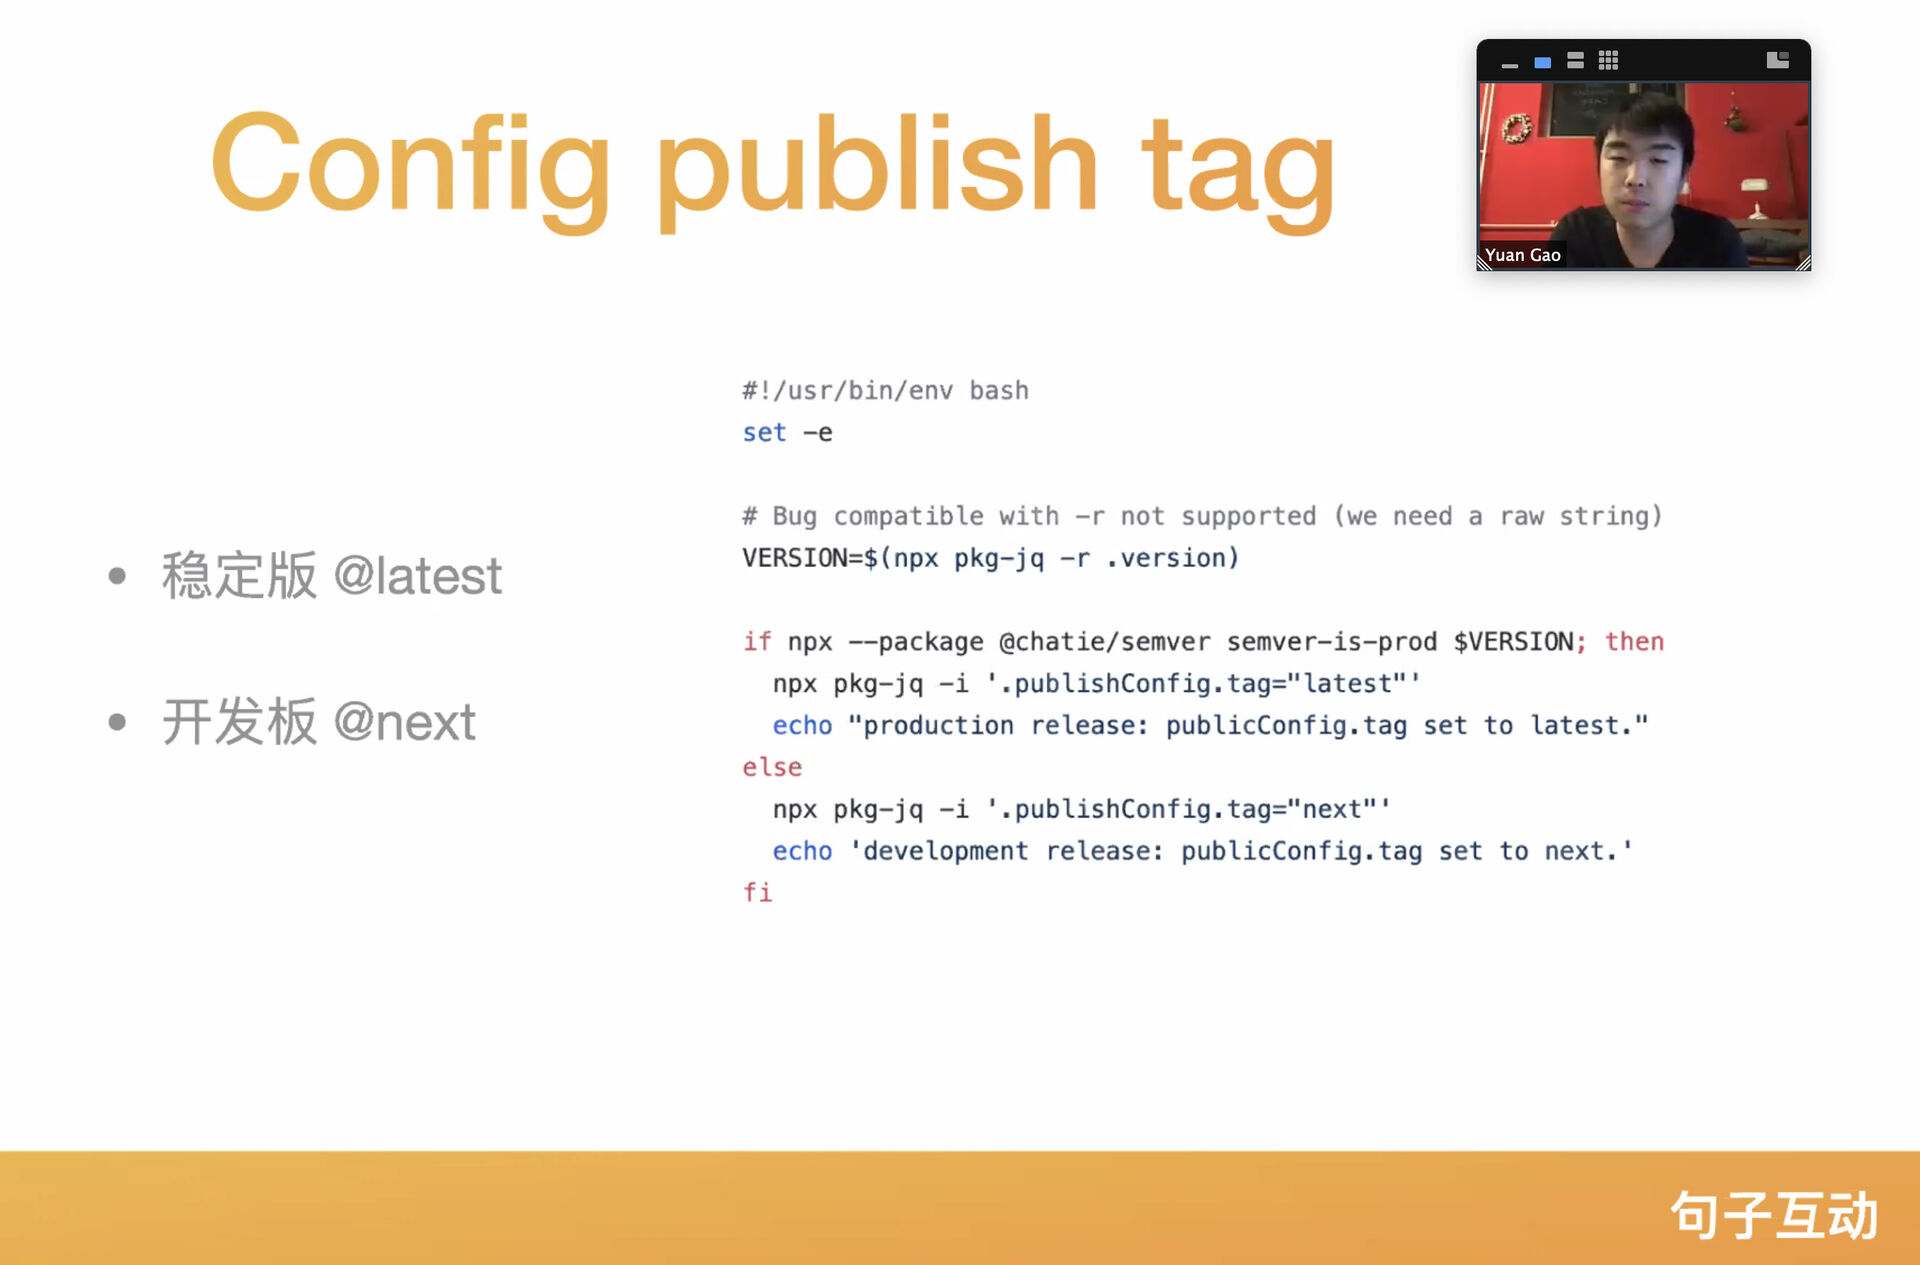 Config publish tag
Yuan Gao
稳定版 @latest
开发板 @next
#!/usr/bin/env bash
set -e
# Bug compatible with -r not supported (we need a raw string)
VERSION=$(npx pkg-jq -r .version)
if npx --package @chatie/semver semver-is-prod $VERSION; then
npx pkg-jq -i '.publishConfig.tag="latest"'
echo "production release: publicConfig.tag set to latest."
else
npx pkg-jq -i '.publishConfig.tag="next"'
echo 'development release: publicConfig.tag set to next.'
fi
句子互动